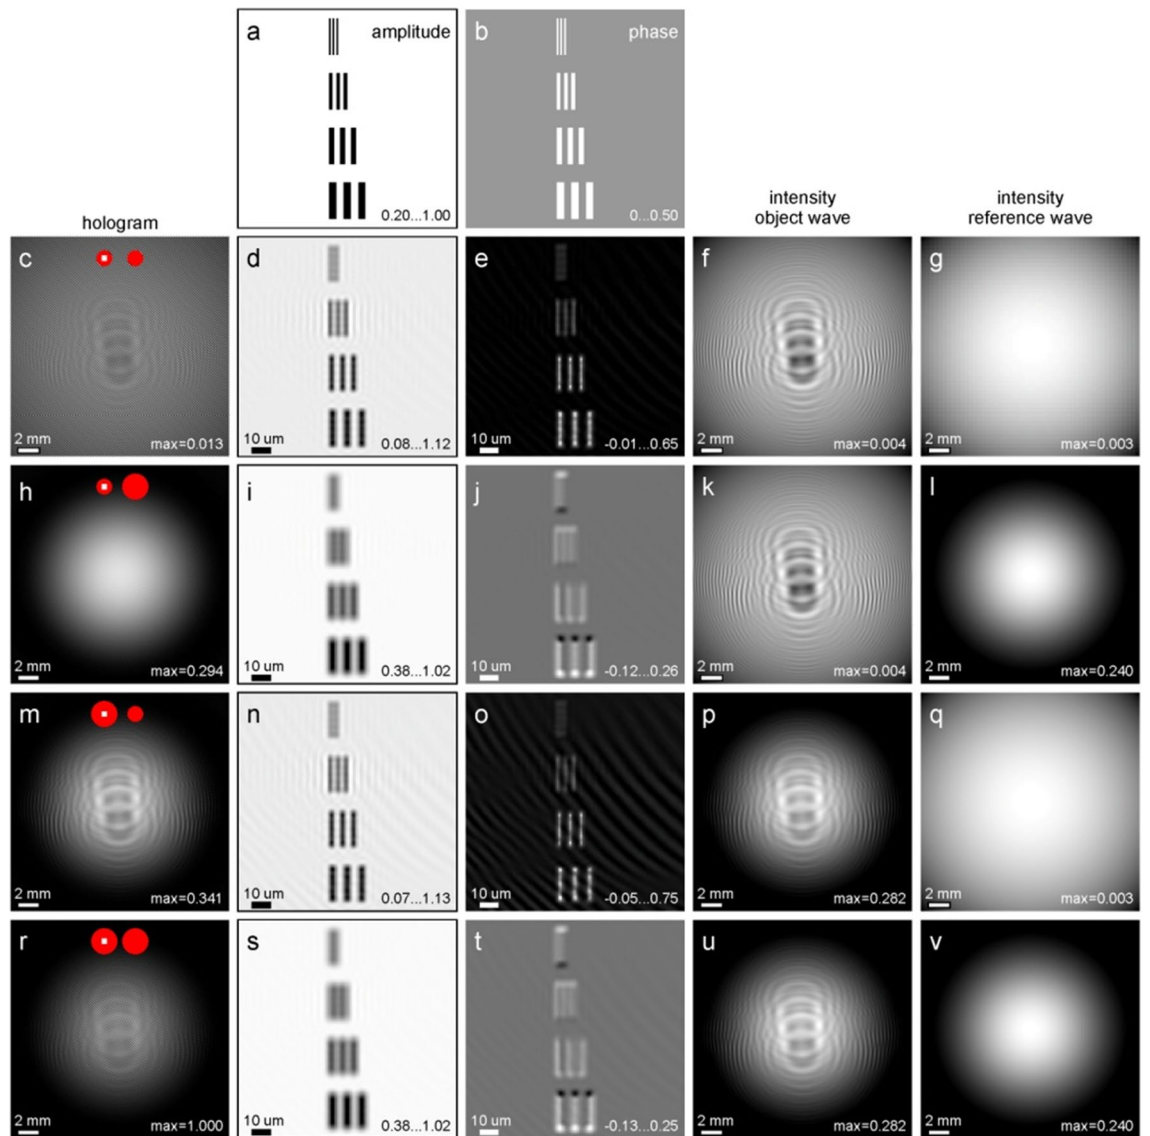 a amplitude
0.20...1.00
b phase
0...0.50
hologram
intensity
object wave
intensity
reference wave
c
2 mm max=0.013
d
10 um 0.08...1.12
e
10 um -0.01...0.65
f
2 mm max=0.004
g
2 mm max=0.003
h
2 mm max=0.294
i
10 um 0.38...1.02
j
10 um -0.12...0.26
k
2 mm max=0.004
l
2 mm max=0.240
m
2 mm max=0.341
n
10 um 0.07...1.13
o
10 um -0.05...0.75
p
2 mm max=0.282
q
2 mm max=0.003
r
2 mm max=1.000
s
10 um 0.38...1.02
t
10 um -0.13...0.25
u
2 mm max=0.282
v
2 mm max=0.240